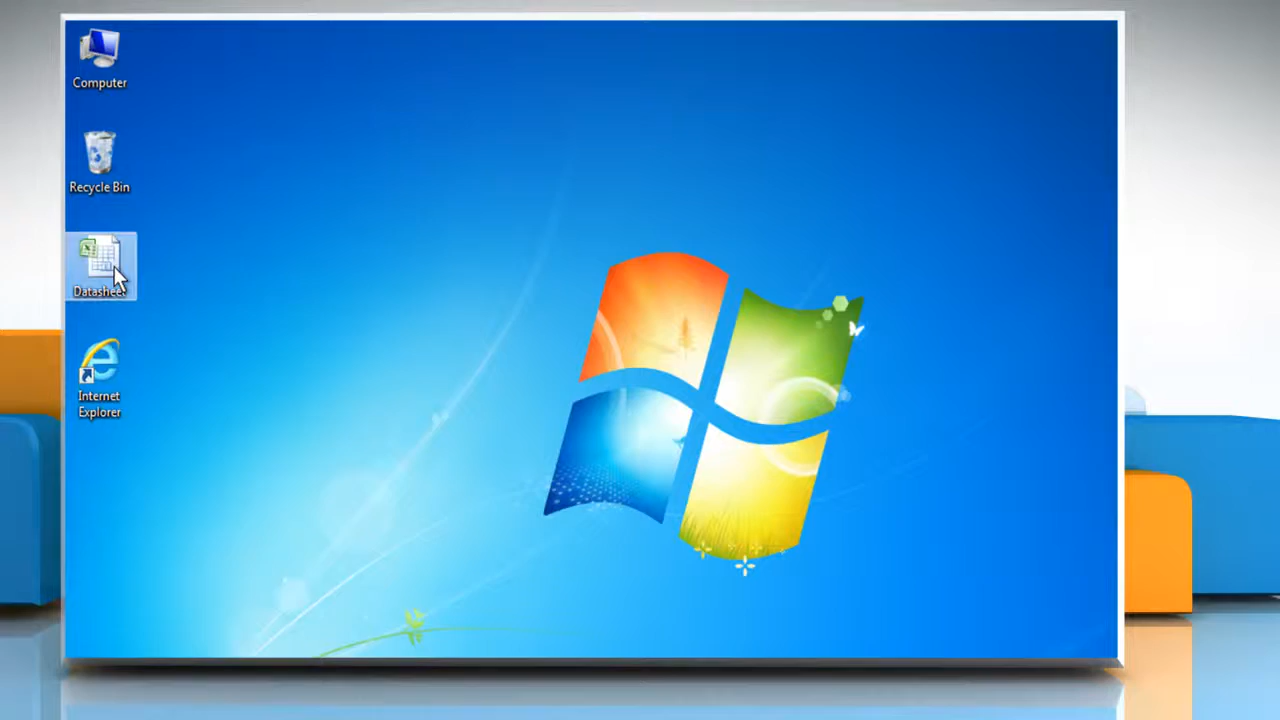 Computer
Recycle Bin
Datasheet
Internet
Explorer